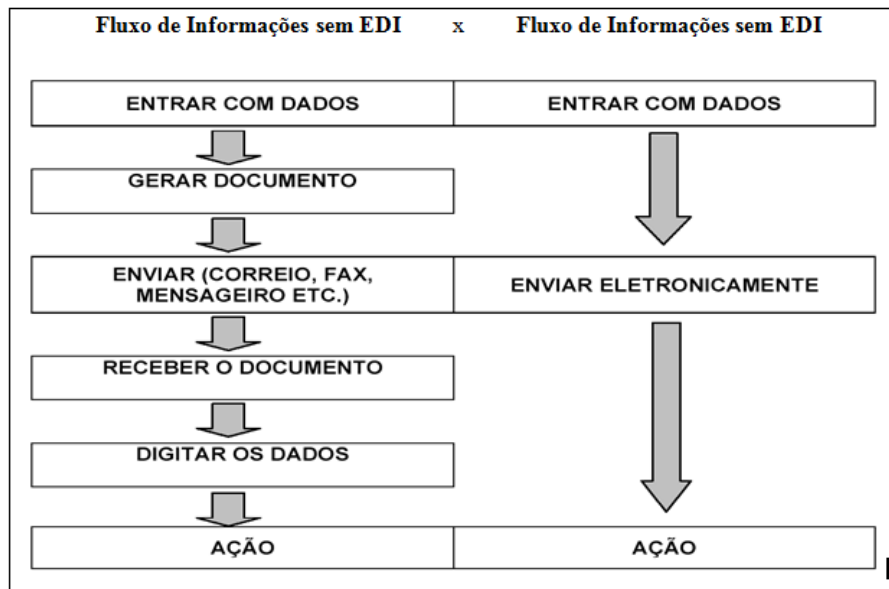 Fluxo de Informações sem EDI x Fluxo de Informações sem EDI
ENTRAR COM DADOS
ENTRAR COM DADOS
GERAR DOCUMENTO
ENVIAR (CORREIO, FAX,
MENSAGEIRO ETC.)
ENVIAR ELETRONICAMENTE
RECEBER O DOCUMENTO
DIGITAR OS DADOS
AÇÃO
AÇÃO